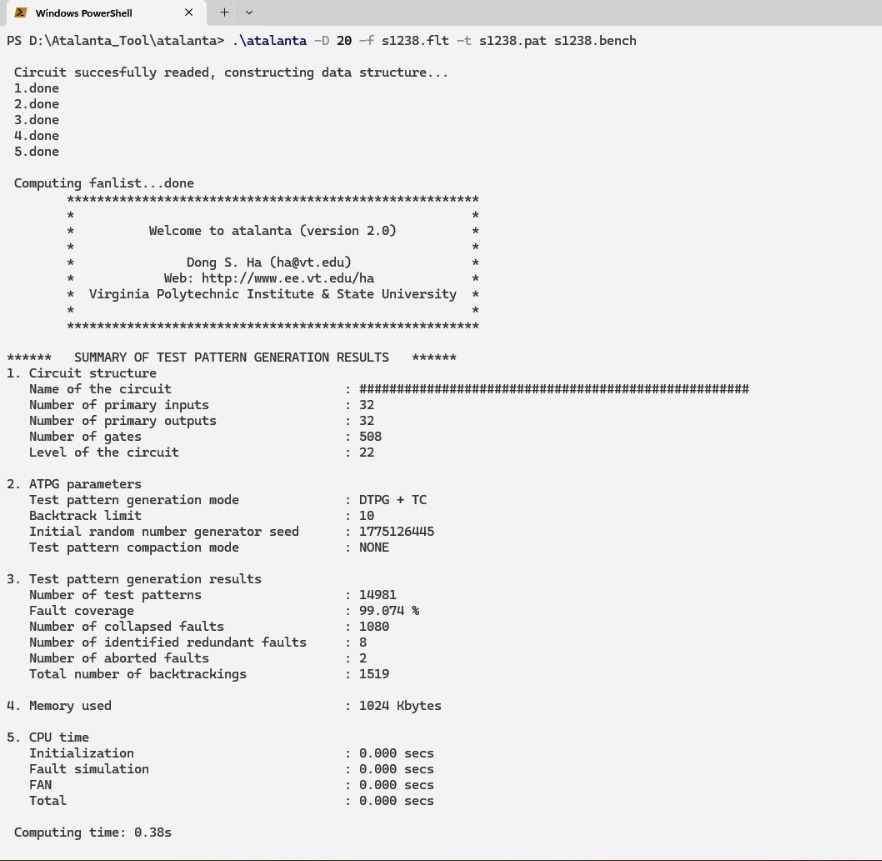 Windows PowerShell
PS D:\Atalanta_Tool\atalanta> .\atalanta -D 20 -f s1238.flt -t s1238.pat s1238.bench
Circuit succesfully readed, constructing data structure...
1.done
2.done
3.done
4.done
5.done
Computing fanlist...done
*******************************************************
* *
* Welcome to atalanta (version 2.0) *
* *
* Dong S. Ha (ha@vt.edu) *
* Web: http://www.ee.vt.edu/ha *
* Virginia Polytechnic Institute & State University *
* *
*******************************************************
****** SUMMARY OF TEST PATTERN GENERATION RESULTS ******
1. Circuit structure
Name of the circuit : ####################################################
Number of primary inputs : 32
Number of primary outputs : 32
Number of gates : 508
Level of the circuit : 22
2. ATPG parameters
Test pattern generation mode : DTPG + TC
Backtrack limit : 10
Initial random number generator seed : 1775126445
Test pattern compaction mode : NONE
3. Test pattern generation results
Number of test patterns : 14981
Fault coverage : 99.074 %
Number of collapsed faults : 1080
Number of identified redundant faults : 8
Number of aborted faults : 2
Total number of backtrackings : 1519
4. Memory used : 1024 Kbytes
5. CPU time
Initialization : 0.000 secs
Fault simulation : 0.000 secs
FAN : 0.000 secs
Total : 0.000 secs
Computing time: 0.38s